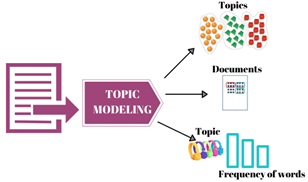 Topics
TOPIC
MODELING
Documents
Topic
Frequency of words